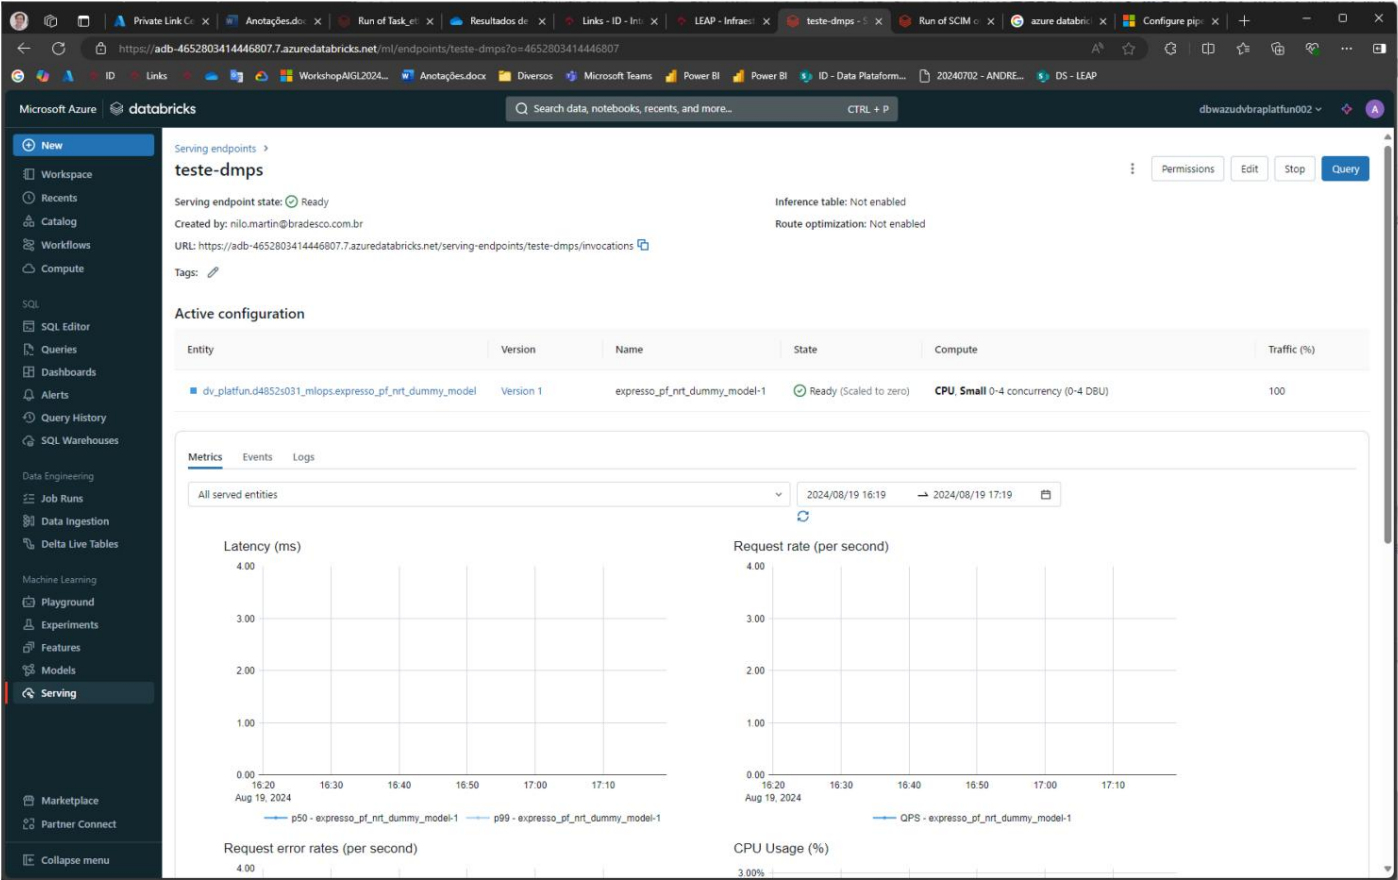 Private Link Ce
Anotações.doc
Run of Task_et
Resultados de
Links - ID - Int
LEAP - Infraest
teste-dmps - S
Run of SCIM o
azure databric
Configure pipe
https://adb-4652803414446807.7.azuredatabricks.net/ml/endpoints/teste-dmps?o=4652803414446807
ID
Links
WorkshopAIGL2024...
Anotações.docx
Diversos
Microsoft Teams
Power BI
Power BI
ID - Data Plataform...
20240702 - ANDRE...
DS - LEAP
Microsoft Azure
databricks
Search data, notebooks, recents, and more...
CTRL + P
dbwazudvbraplatfun002
A
New
Workspace
Recents
Catalog
Workflows
Compute
SQL
SQL Editor
Queries
Dashboards
Alerts
Query History
SQL Warehouses
Data Engineering
Job Runs
Data Ingestion
Delta Live Tables
Machine Learning
Playground
Experiments
Features
Models
Serving
Marketplace
Partner Connect
Collapse menu
Serving endpoints >
teste-dmps
Permissions
Edit
Stop
Query
Serving endpoint state: Ready
Inference table: Not enabled
Created by: nilo.martin@bradesco.com.br
Route optimization: Not enabled
URL: https://adb-4652803414446807.7.azuredatabricks.net/serving-endpoints/teste-dmps/invocations
Tags:
Active configuration
Entity Version Name State Compute Traffic (%)
dv_platfun.d4852s031_mlops.expresso_pf_nrt_dummy_model Version 1 expresso_pf_nrt_dummy_model-1 Ready (Scaled to zero) CPU, Small 0-4 concurrency (0-4 DBU) 100
Metrics Events Logs
All served entities
2024/08/19 16:19 → 2024/08/19 17:19
Latency (ms)
4.00
3.00
2.00
1.00
0.00
16:20 16:30 16:40 16:50 17:00 17:10
Aug 19, 2024
p50 - expresso_pf_nrt_dummy_model-1 p99 - expresso_pf_nrt_dummy_model-1
Request rate (per second)
4.00
3.00
2.00
1.00
0.00
16:20 16:30 16:40 16:50 17:00 17:10
Aug 19, 2024
QPS - expresso_pf_nrt_dummy_model-1
Request error rates (per second)
4.00
CPU Usage (%)
3.00%